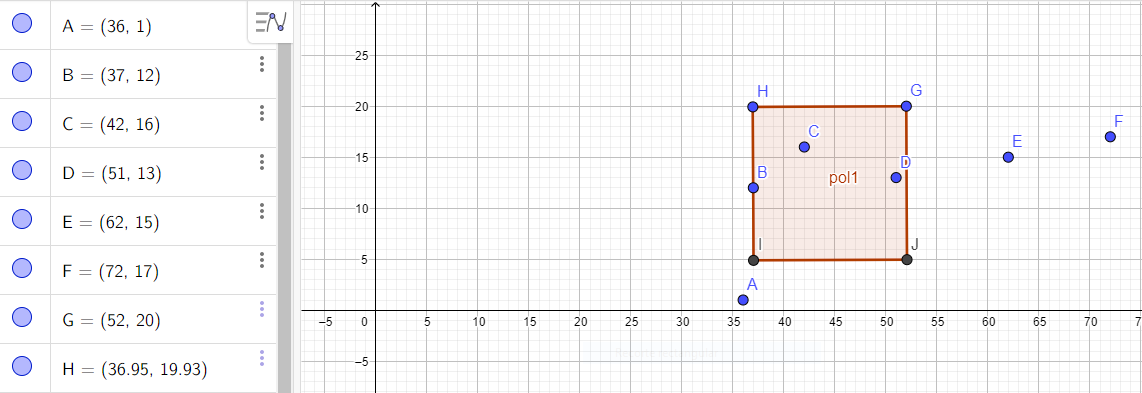 A = (36, 1)
B = (37, 12)
C = (42, 16)
D = (51, 13)
E = (62, 15)
F = (72, 17)
G = (52, 20)
H = (36.95, 19.93)
25
20
15
10
5
0
−5
−5
5
10
15
20
25
30
35
40
45
50
55
60
65
70
7
H
G
C
B
D
pol1
E
F
I
J
A